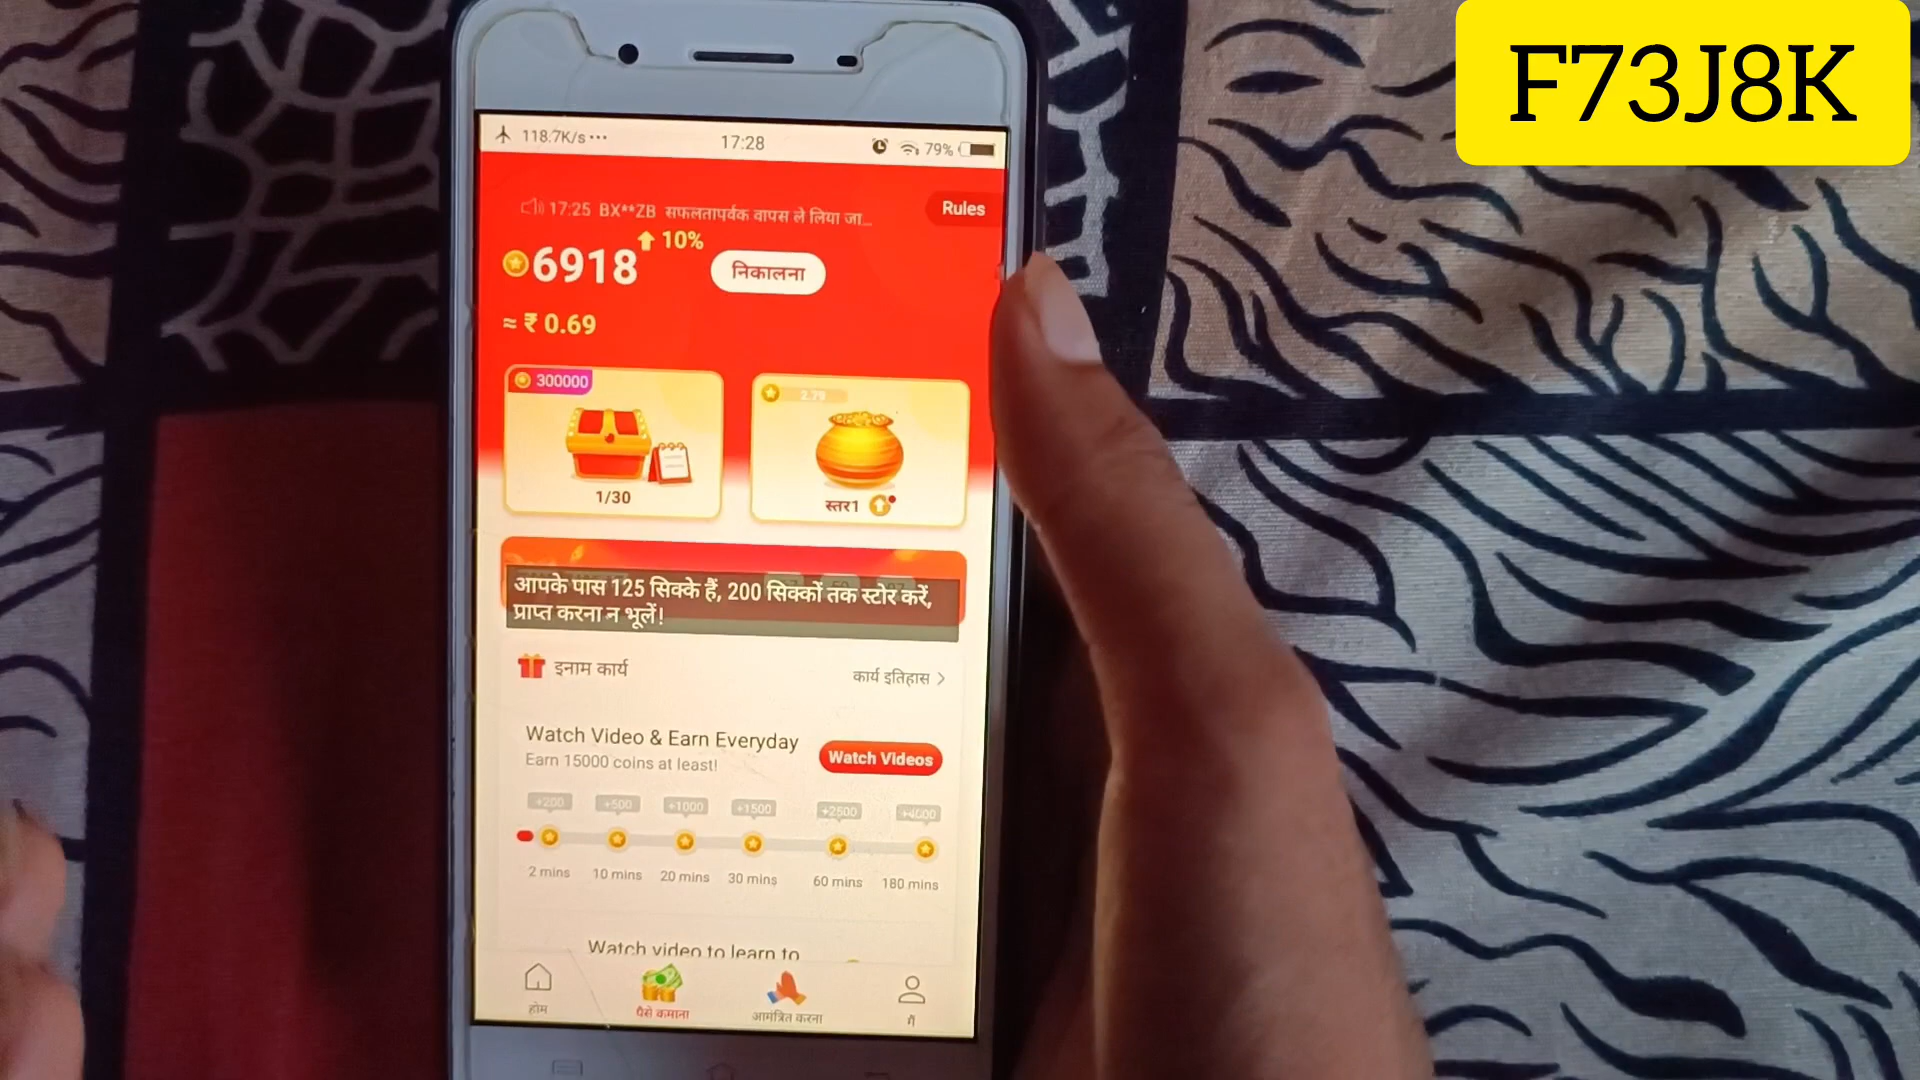 F73J8K
118.7K/s...
17:28
79%
17:25 BX**ZB सफलतापूर्वक वापस ले लिया जा...
Rules
6918
10%
निकालना
≈ ₹ 0.69
300000
2.79
1/30
स्तर1
आपके पास 125 सिक्के हैं, 200 सिक्कों तक स्टोर करें,
प्राप्त करना न भूलें!
इनाम कार्य
कार्य इतिहास >
Watch Video & Earn Everyday
Earn 15000 coins at least!
Watch Videos
+200 +500 +1000 +1500 +2500
2 mins 10 mins 20 mins 30 mins 60 mins 180 mins
Watch video to learn to
होम पैसे कमाना आमंत्रित करना मैं